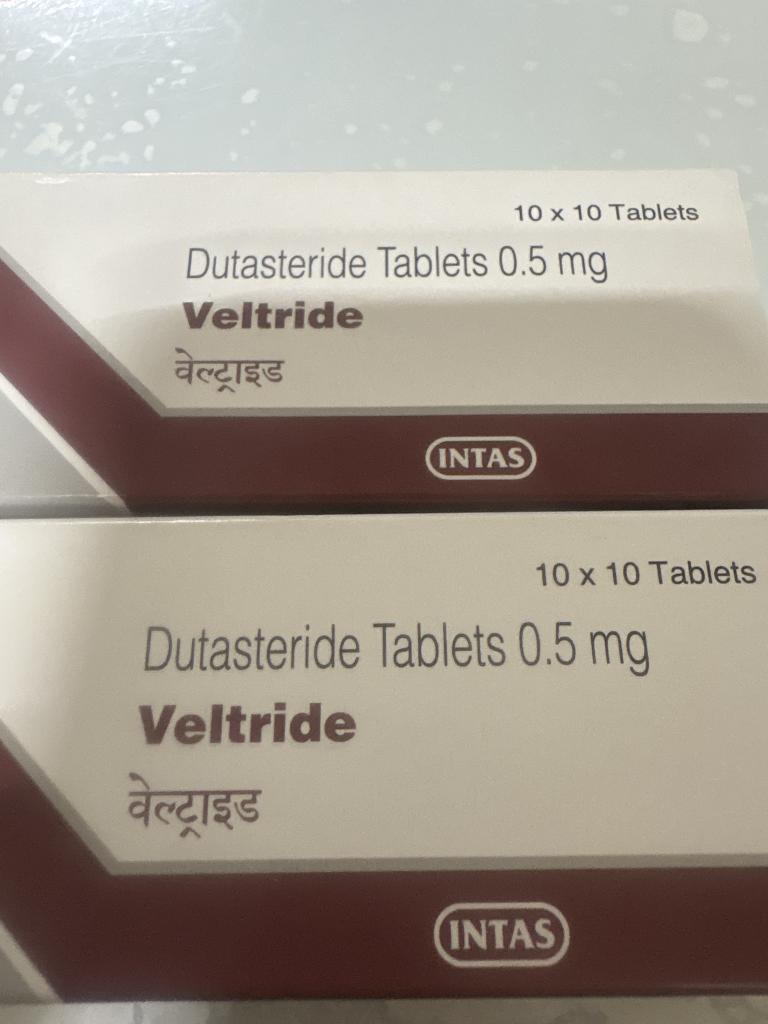 10 x 10 Tablets
Dutasteride Tablets 0.5 mg
Veltride
वेल्ट्राइड
INTAS
10 x 10 Tablets
Dutasteride Tablets 0.5 mg
Veltride
वेल्ट्राइड
INTAS